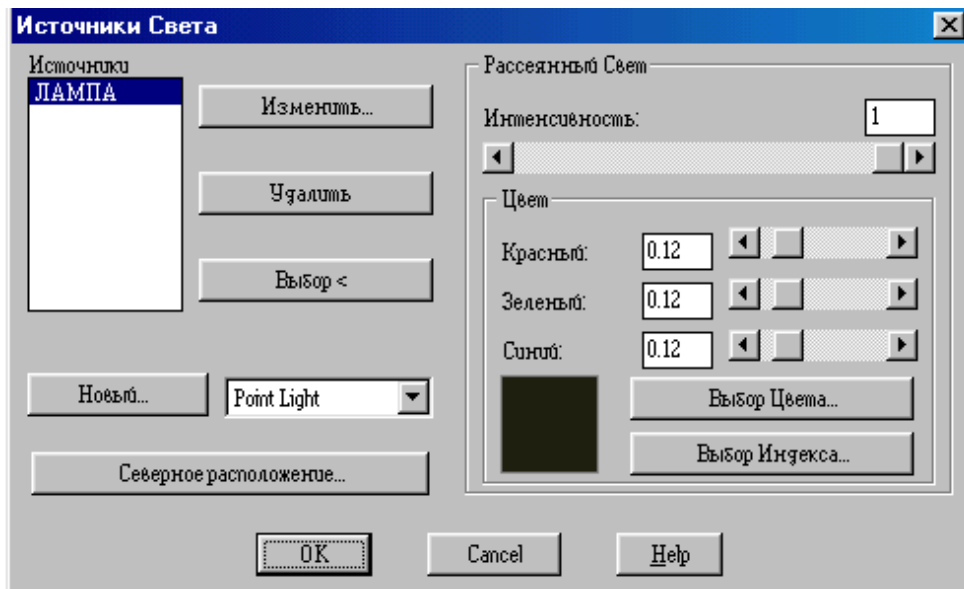 Источники Света
Источники
ЛАМПА
Изменить...
Удалить
Выбор <
Новый...
Point Light
Северное расположение...
Рассеянный Свет
Интенсивность:
1
Цвет
Красный:
0.12
Зеленый:
0.12
Синий:
0.12
Выбор Цвета...
Выбор Индекса...
OK
Cancel
Help